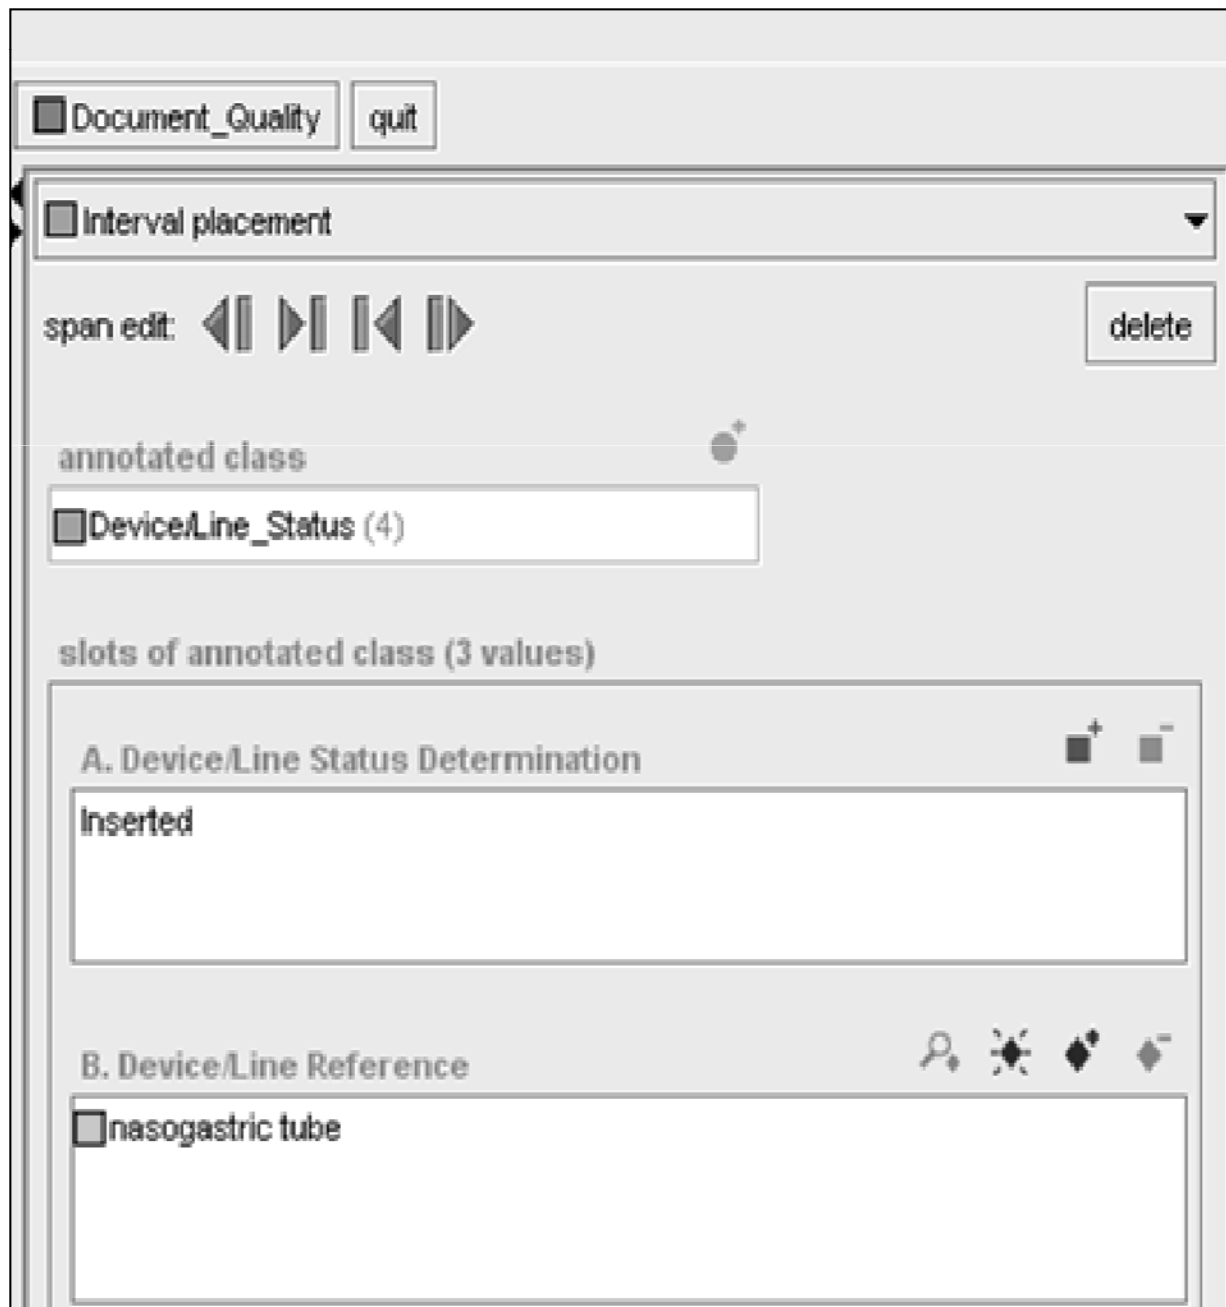 Document_Quality quit
Interval placement
span edit: delete
annotated class
Device/Line_Status (4)
slots of annotated class (3 values)
A. Device/Line Status Determination
Inserted
B. Device/Line Reference
nasogastric tube